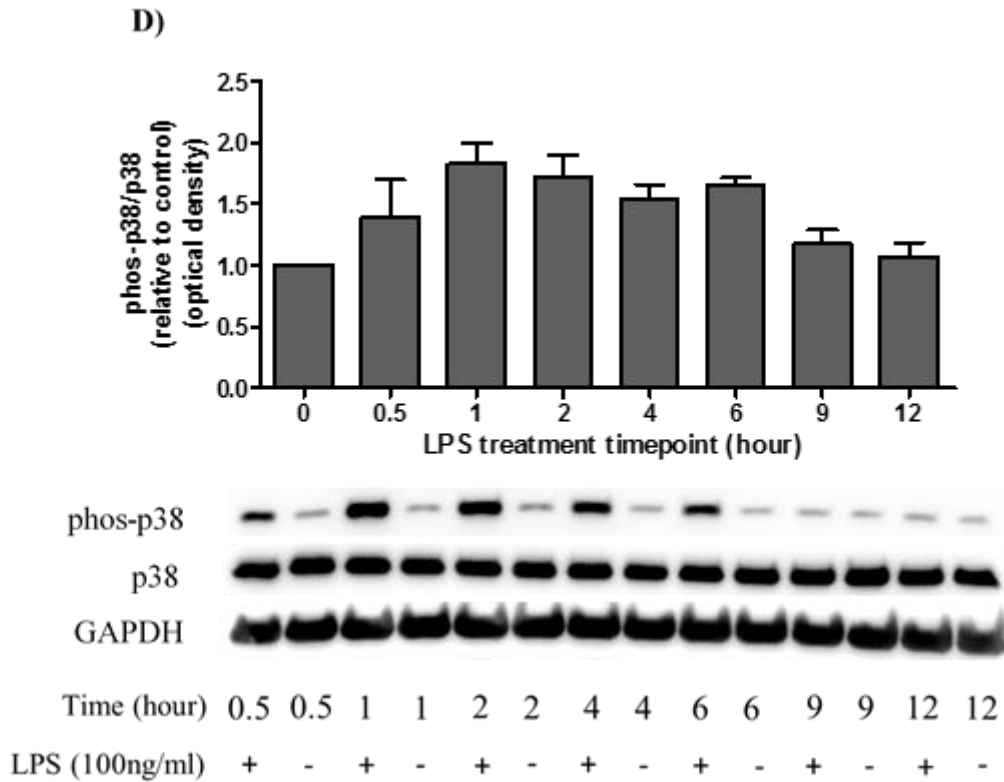 D)
phos-p38/p38
(relative to control)
(optical density)
2.5
2.0
1.5
1.0
0.5
0.0
0 0.5 1 2 4 6 9 12
LPS treatment timepoint (hour)
phos-p38
p38
GAPDH
Time (hour) 0.5 0.5 1 1 2 2 4 4 6 6 9 9 12 12
LPS (100ng/ml) + - + - + - + - + - + - + -